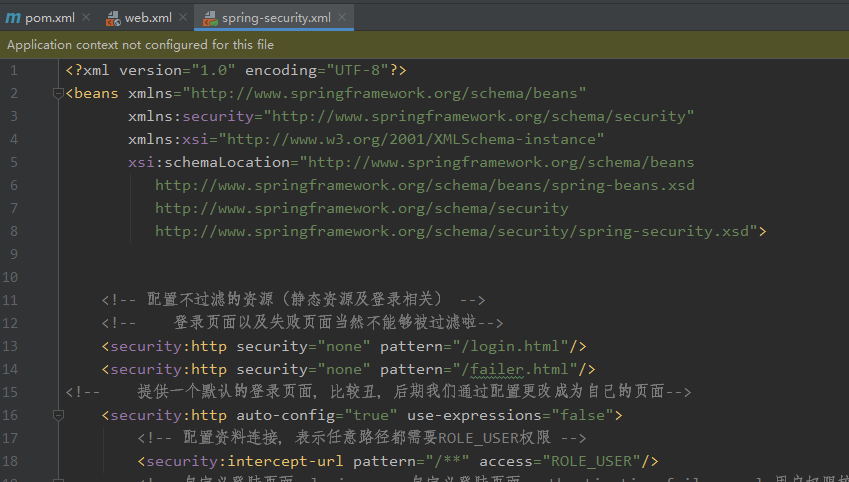 pom.xml web.xml spring-security.xml
Application context not configured for this file
1 <?xml version="1.0" encoding="UTF-8"?>
2 <beans xmlns="http://www.springframework.org/schema/beans"
3 xmlns:security="http://www.springframework.org/schema/security"
4 xmlns:xsi="http://www.w3.org/2001/XMLSchema-instance"
5 xsi:schemaLocation="http://www.springframework.org/schema/beans
6 http://www.springframework.org/schema/beans/spring-beans.xsd
7 http://www.springframework.org/schema/security
8 http://www.springframework.org/schema/security/spring-security.xsd">
9
10
11 <!-- 配置不过滤的资源（静态资源及登录相关） -->
12 <!-- 登录页面以及失败页面当然不能够被过滤啦-->
13 <security:http security="none" pattern="/login.html"/>
14 <security:http security="none" pattern="/failer.html"/>
15 <!-- 提供一个默认的登录页面，比较丑，后期我们通过配置更改成为自己的页面-->
16 <security:http auto-config="true" use-expressions="false">
17 <!-- 配置资料连接，表示任意路径都需要ROLE_USER权限 -->
18 <security:intercept-url pattern="/**" access="ROLE_USER"/>